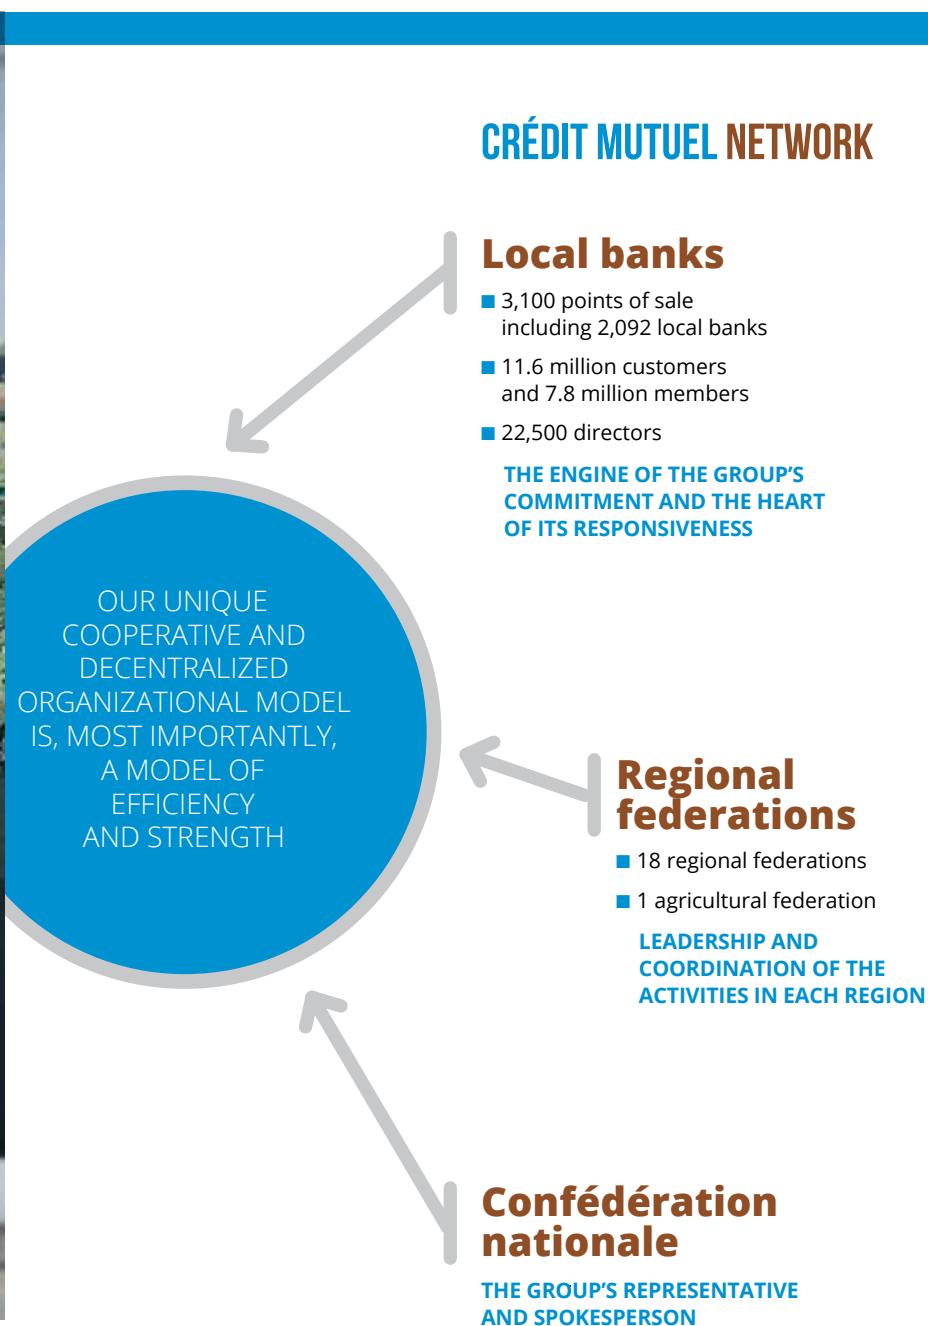 CRÉDIT MUTUEL NETWORK
Local banks
■ 3,100 points of sale
including 2,092 local banks
■ 11.6 million customers
and 7.8 million members
■ 22,500 directors
THE ENGINE OF THE GROUP'S
COMMITMENT AND THE HEART
OF ITS RESPONSIVENESS
OUR UNIQUE
COOPERATIVE AND
DECENTRALIZED
ORGANIZATIONAL MODEL
IS, MOST IMPORTANTLY,
A MODEL OF
EFFICIENCY
AND STRENGTH
Regional
federations
■ 18 regional federations
■ 1 agricultural federation
LEADERSHIP AND
COORDINATION OF THE
ACTIVITIES IN EACH REGION
Confédération
nationale
THE GROUP'S REPRESENTATIVE
AND SPOKESPERSON